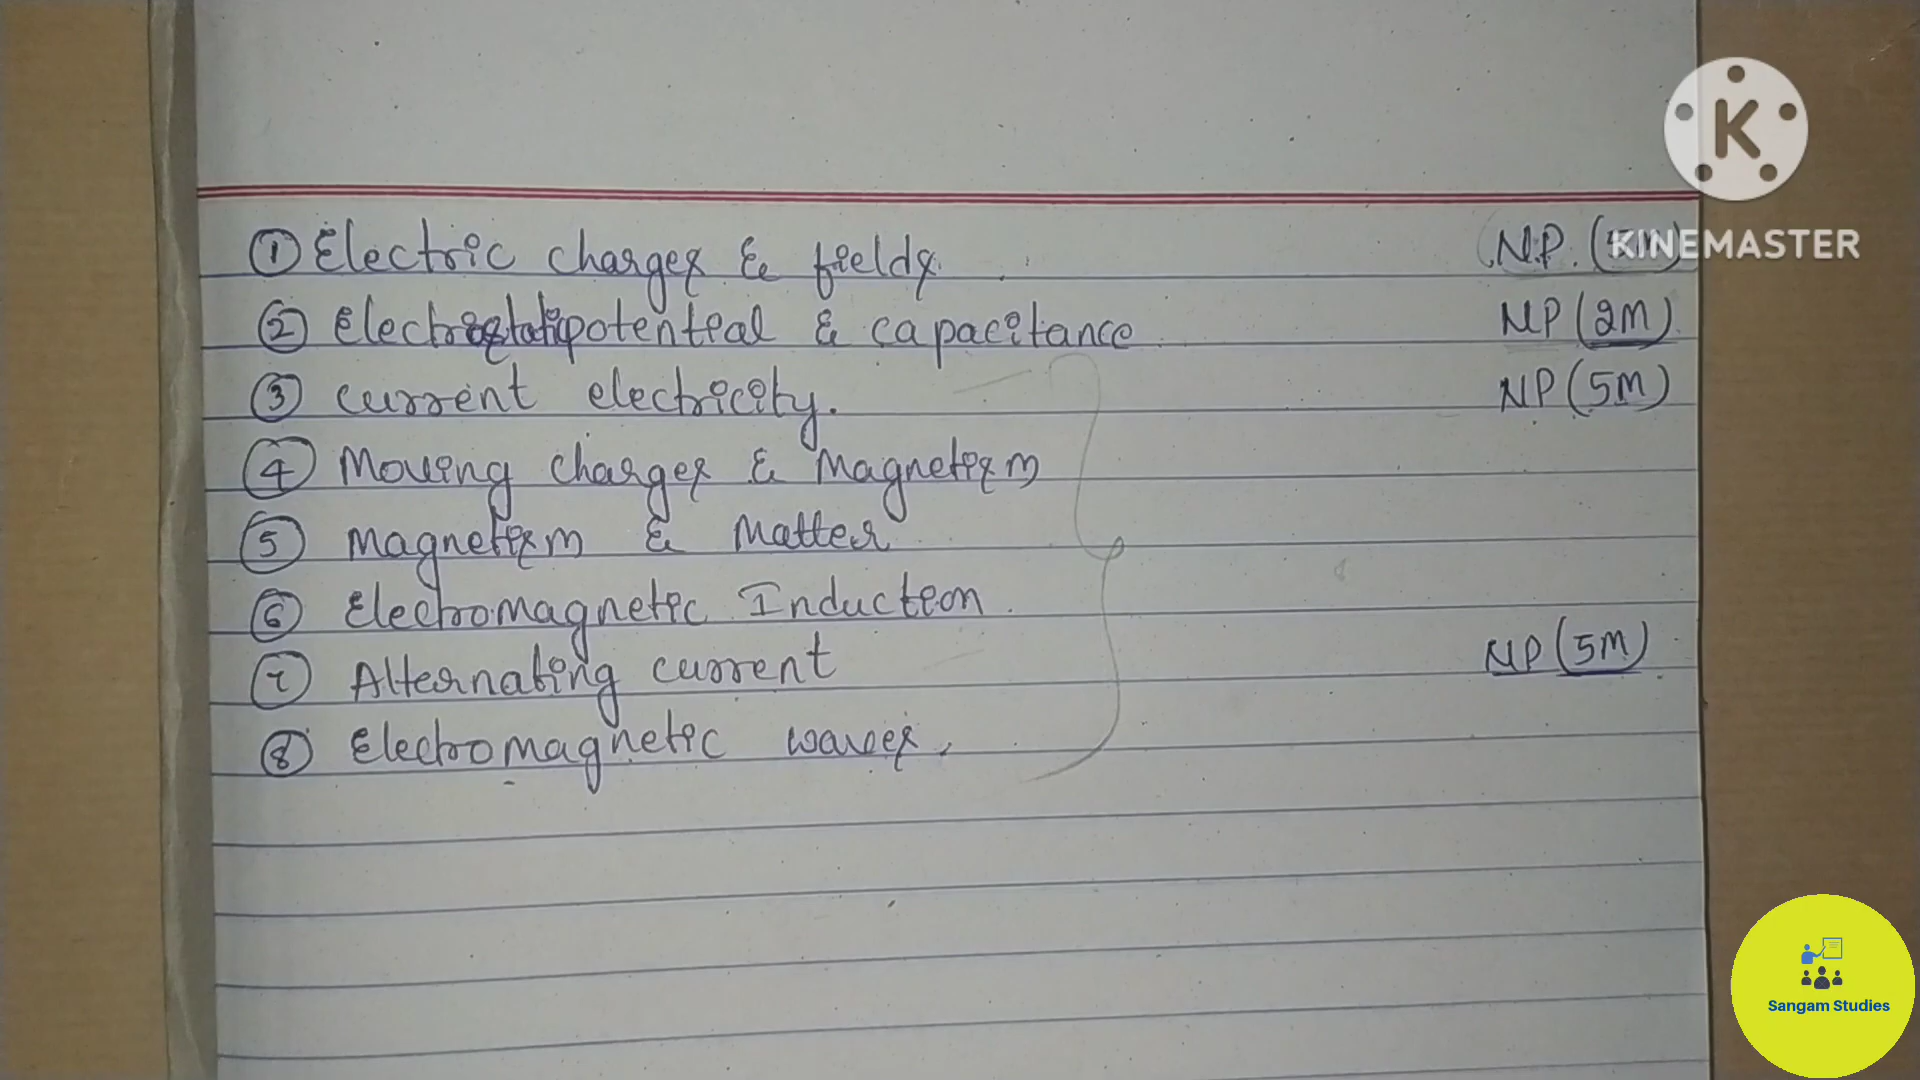 ① Electric charges & fields. N.P. (5M)
② Electrostatic potential & capacitance. NP (2M)
③ current electricity. NP (5M)
④ Moving charges & Magnetism
⑤ Magnetism & Matter
⑥ Electromagnetic Induction.
⑦ Alternating current NP (5M)
⑧ Electromagnetic waves.
K
KINEMASTER
Sangam Studies